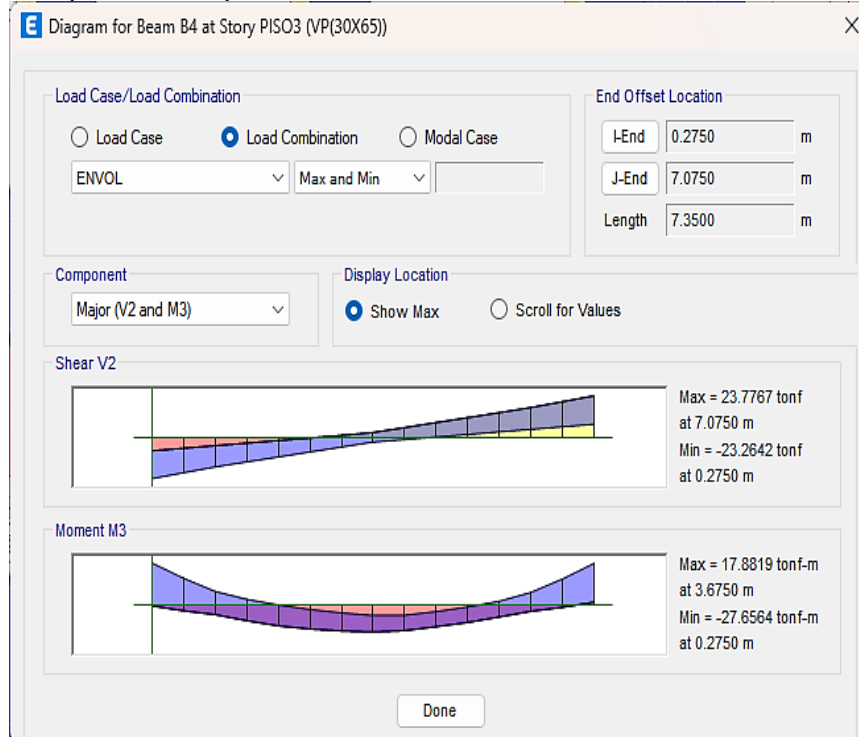 E Diagram for Beam B4 at Story PISO3 (VP(30X65)) X
Load Case/Load Combination
Load Case Load Combination Modal Case
ENVOL Max and Min
End Offset Location
I-End 0.2750 m
J-End 7.0750 m
Length 7.3500 m
Component
Major (V2 and M3)
Display Location
Show Max Scroll for Values
Shear V2
Max = 23.7767 tonf
at 7.0750 m
Min = -23.2642 tonf
at 0.2750 m
Moment M3
Max = 17.8819 tonf-m
at 3.6750 m
Min = -27.6564 tonf-m
at 0.2750 m
Done